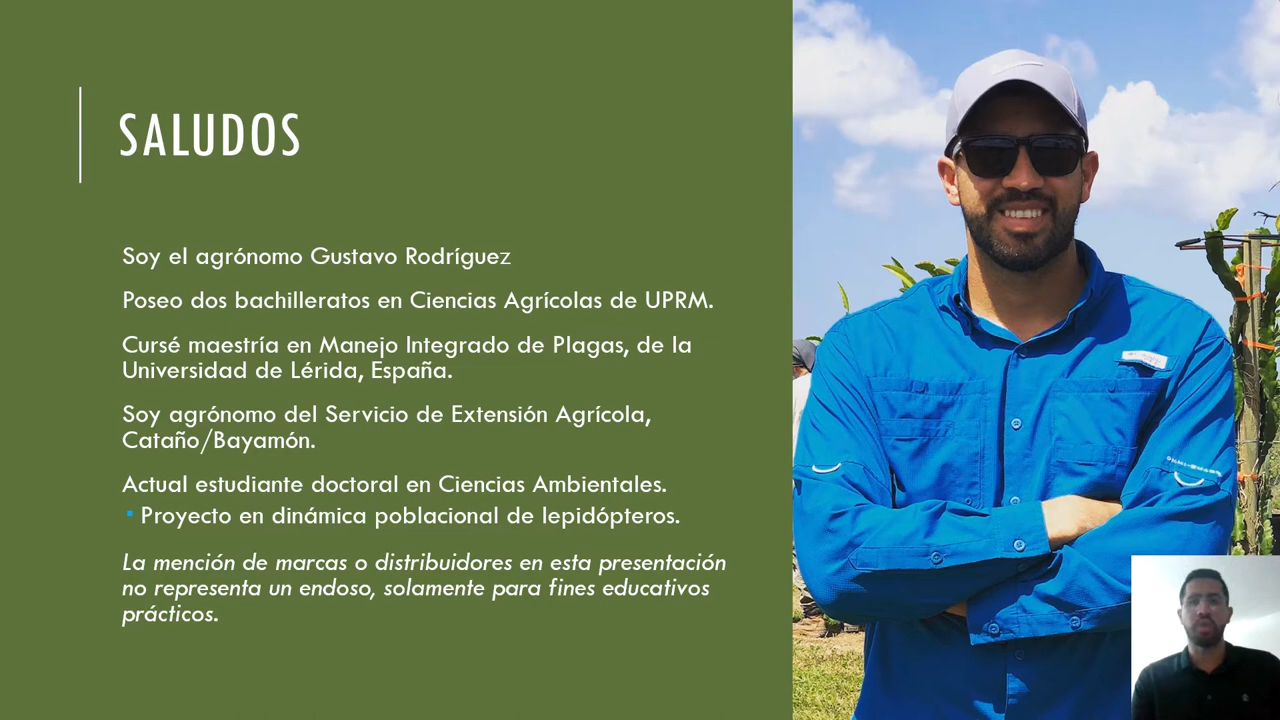 SALUDOS
Soy el agrónomo Gustavo Rodríguez
Poseo dos bachilleratos en Ciencias Agrícolas de UPRM.
Cursé maestría en Manejo Integrado de Plagas, de la
Universidad de Lérida, España.
Soy agrónomo del Servicio de Extensión Agrícola,
Cataño/Bayamón.
Actual estudiante doctoral en Ciencias Ambientales.
Proyecto en dinámica poblacional de lepidópteros.
La mención de marcas o distribuidores en esta presentación
no representa un endoso, solamente para fines educativos
prácticos.